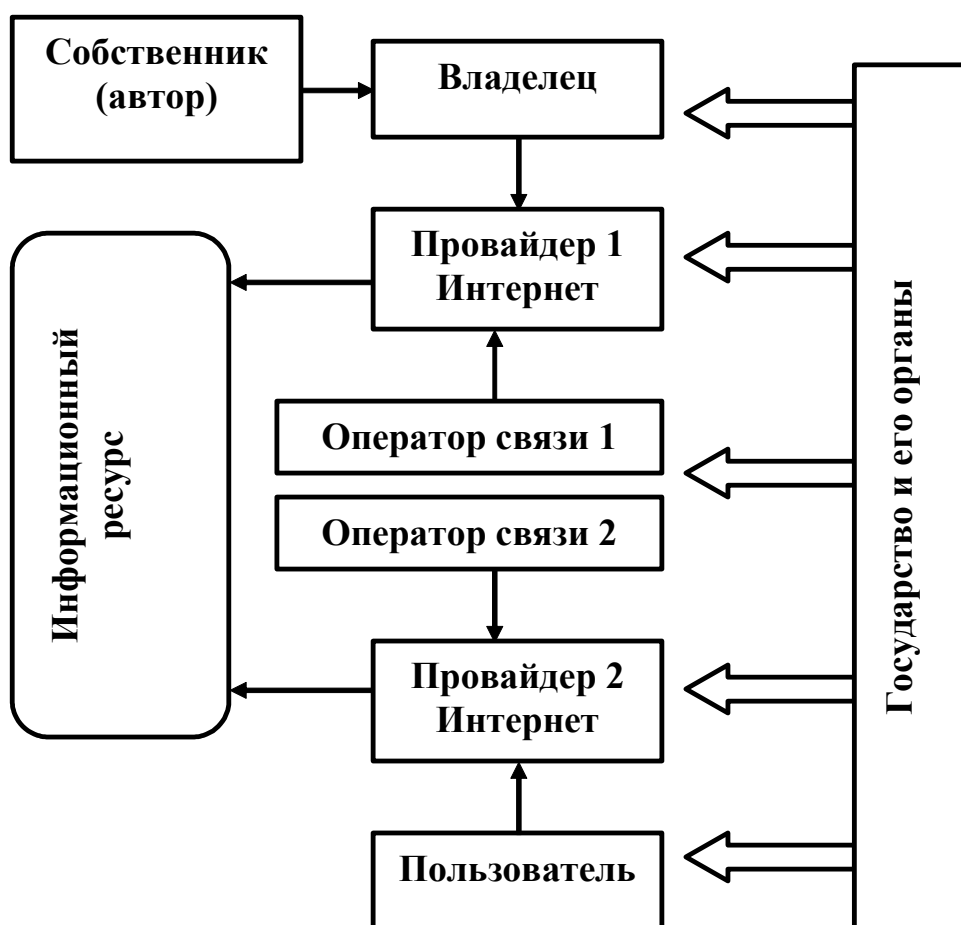 Собственник
(автор)
Владелец
Провайдер 1
Интернет
Информационный
ресурс
Оператор связи 1
Оператор связи 2
Провайдер 2
Интернет
Пользователь
Государство и его органы